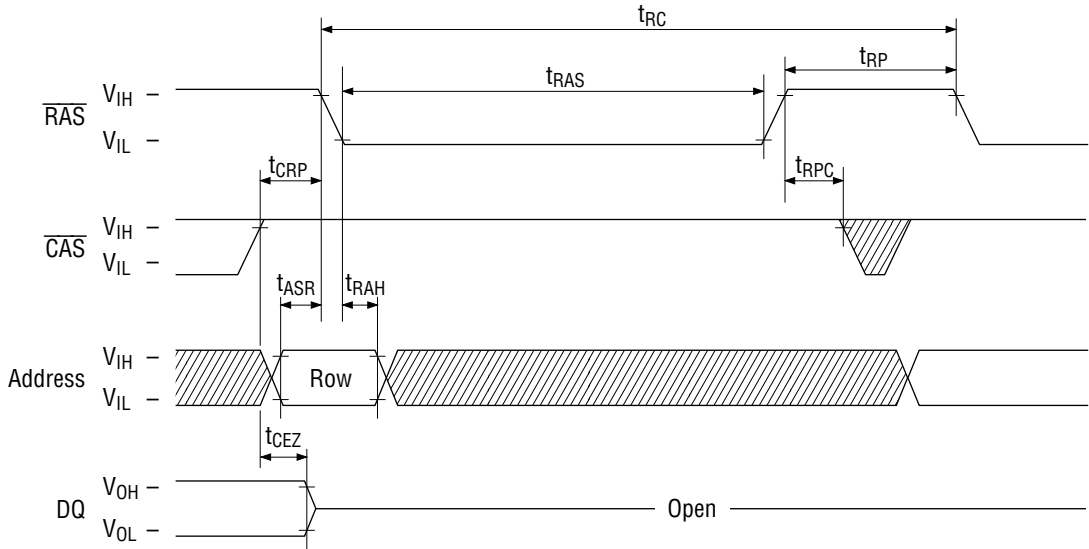 tRC
tRP
tRAS
RAS
VIH –
VIL –
tCRP
tRPC
CAS
VIH –
VIL –
tASR
tRAH
Address
VIH –
VIL –
Row
tCEZ
DQ
VOH –
VOL –
Open